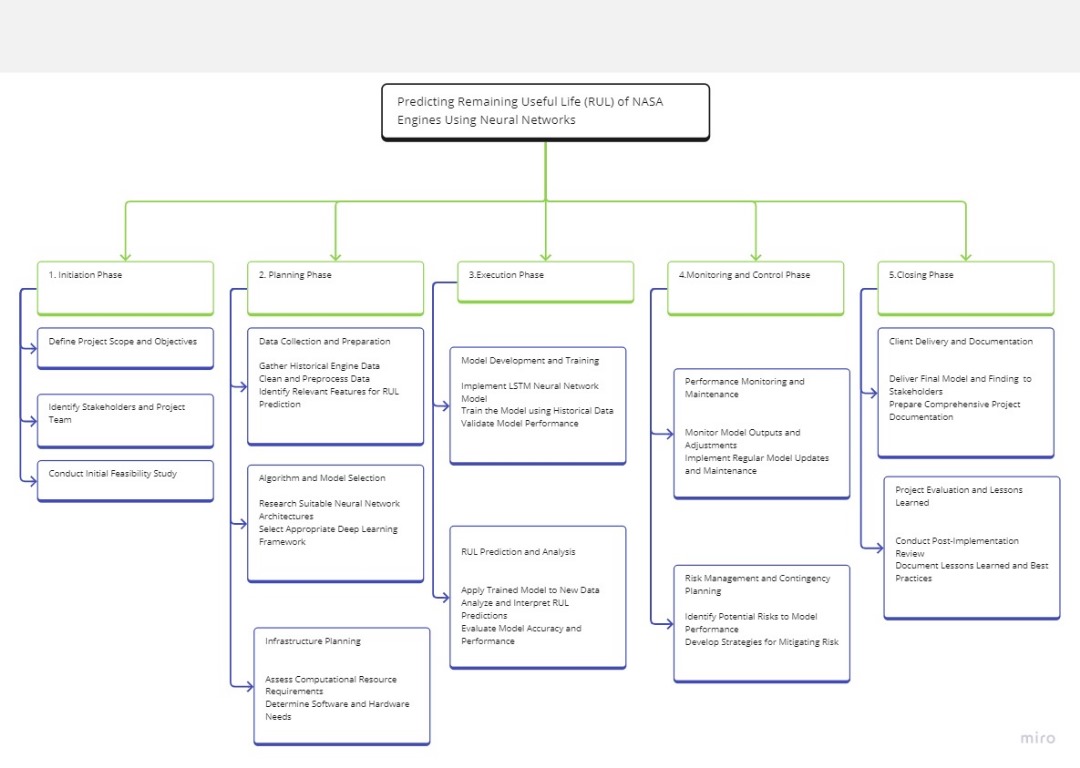 Predicting Remaining Useful Life (RUL) of NASA
Engines Using Neural Networks
1. Initiation Phase
Define Project Scope and Objectives
Identify Stakeholders and Project
Team
Conduct Initial Feasibility Study
2. Planning Phase
Data Collection and Preparation
Gather Historical Engine Data
Clean and Preprocess Data
Identify Relevant Features for RUL
Prediction
Algorithm and Model Selection
Research Suitable Neural Network
Architectures
Select Appropriate Deep Learning
Framework
Infrastructure Planning
Assess Computational Resource
Requirements
Determine Software and Hardware
Needs
3.Execution Phase
Model Development and Training
Implement LSTM Neural Network
Model
Train the Model using Historical Data
Validate Model Performance
RUL Prediction and Analysis
Apply Trained Model to New Data
Analyze and Interpret RUL
Predictions
Evaluate Model Accuracy and
Performance
4.Monitoring and Control Phase
Performance Monitoring and
Maintenance
Monitor Model Outputs and
Adjustments
Implement Regular Model Updates
and Maintenance
Risk Management and Contingency
Planning
Identify Potential Risks to Model
Performance
Develop Strategies for Mitigating Risk
5.Closing Phase
Client Delivery and Documentation
Deliver Final Model and Finding to
Stakeholders
Prepare Comprehensive Project
Documentation
Project Evaluation and Lessons
Learned
Conduct Post-Implementation
Review
Document Lessons Learned and Best
Practices
miro